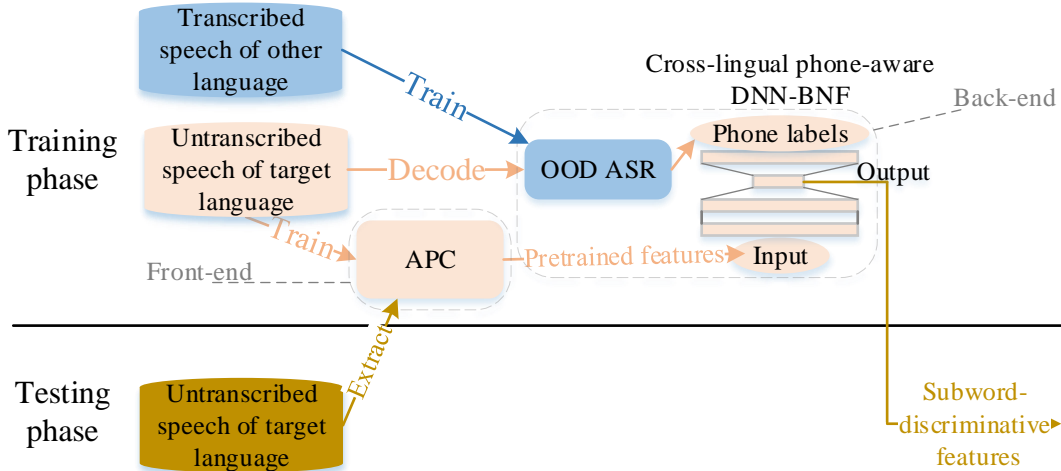 Transcribed
speech of other
language
Train
Cross-lingual phone-aware
DNN-BNF
Back-end
Training
phase
Untranscribed
speech of target
language
Decode
OOD ASR
Phone labels
Output
Train
Front-end
APC
Pretrained features
Input
Testing
phase
Untranscribed
speech of target
language
Extract
Subword-
discriminative
features